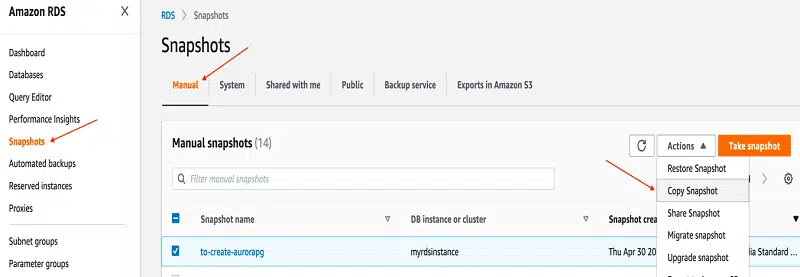 Amazon RDS X
Dashboard
Databases
Query Editor
Performance Insights
Snapshots
Automated backups
Reserved instances
Proxies
Subnet groups
Parameter groups
RDS > Snapshots
Snapshots
Manual System Shared with me Public Backup service Exports in Amazon S3
Manual snapshots (14)
Actions ▲ Take snapshot
Filter manual snapshots
Restore Snapshot
Copy Snapshot
Share Snapshot
Migrate snapshot
Upgrade snapshot
Snapshot name DB instance or cluster Snapshot crea
to-create-aurorapg myrdsinstance Thu Apr 30 20 Standard ...